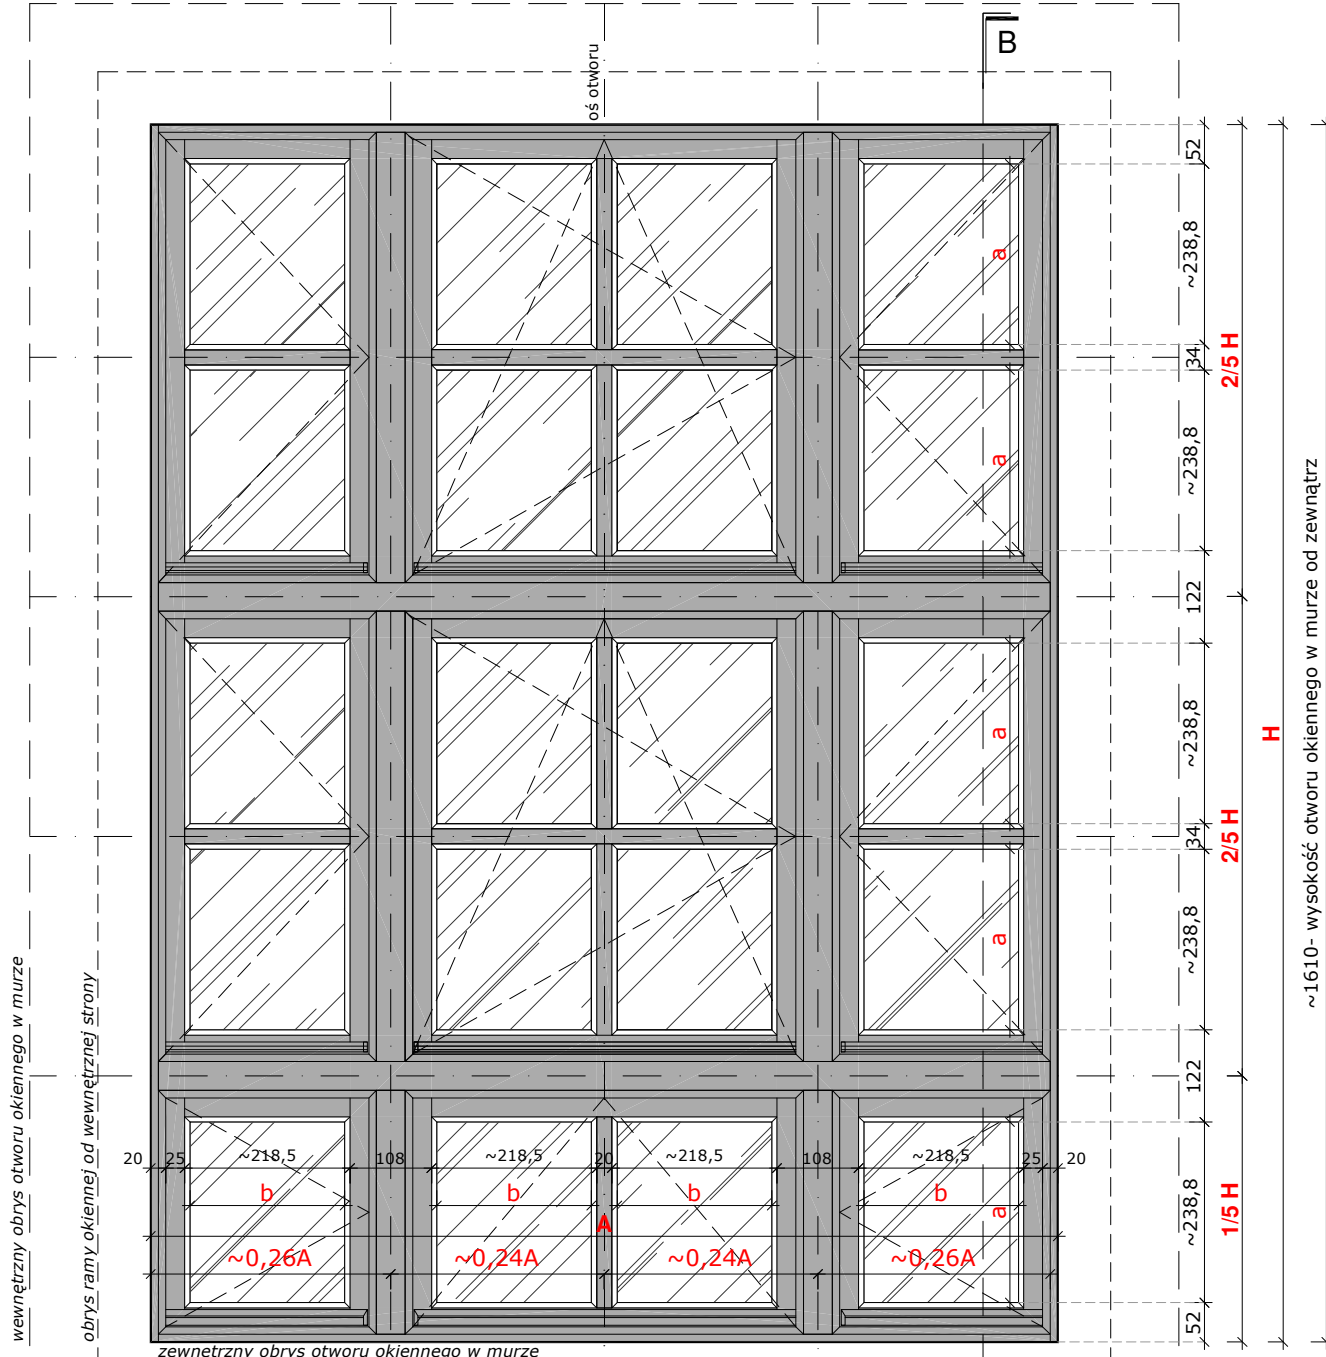 B
oś otworu
52
~238,8
a
34
2/5 H
~238,8
a
122
~238,8
a
H
~1610- wysokość otworu okiennego w murze od zewnątrz
34
2/5 H
~238,8
a
122
wewnętrzny obrys otworu okiennego w murze
obrys ramy okiennej od wewnętrznej strony
20 25 ~218,5 108 ~218,5 20 ~218,5 108 ~218,5 25 20
b b b b
a
~238,8
1/5 H
A
~0,26A ~0,24A ~0,24A ~0,26A
52
zewnętrzny obrys otworu okiennego w murze